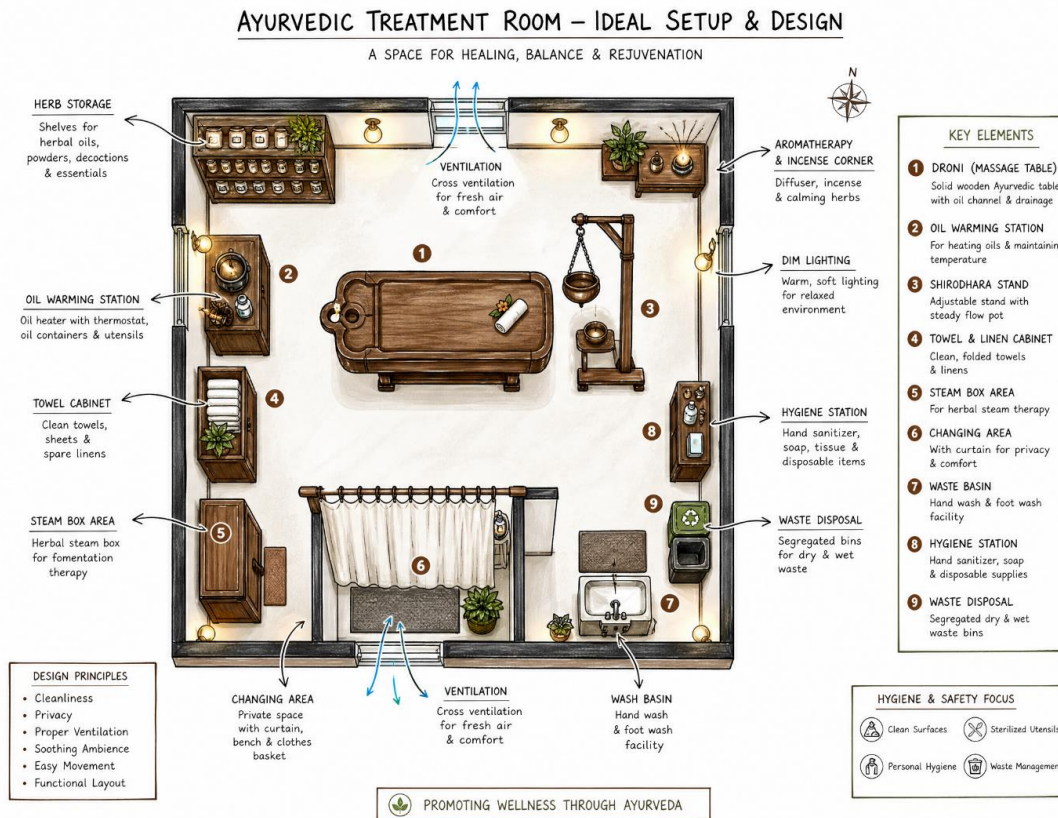 AYURVEDIC TREATMENT ROOM – IDEAL SETUP & DESIGN
A SPACE FOR HEALING, BALANCE & REJUVENATION
N
HERB STORAGE
Shelves for
herbal oils,
powders, decoctions
& essentials
OIL WARMING STATION
Oil heater with thermostat,
oil containers & utensils
TOWEL CABINET
Clean towels,
sheets &
spare linens
STEAM BOX AREA
Herbal steam box
for fomentation
therapy
VENTILATION
Cross ventilation
for fresh air
& comfort
1
2
3
4
5
6
7
8
9
AROMATHERAPY
& INCENSE CORNER
Diffuser, incense
& calming herbs
DIM LIGHTING
Warm, soft lighting
for relaxed
environment
HYGIENE STATION
Hand sanitizer,
soap, tissue &
disposable items
WASTE DISPOSAL
Segregated bins
for dry & wet
waste
CHANGING AREA
Private space
with curtain,
bench & clothes
basket
VENTILATION
Cross ventilation
for fresh air
& comfort
WASH BASIN
Hand wash
& foot wash
facility
KEY ELEMENTS
1 DRONI (MASSAGE TABLE)
Solid wooden Ayurvedic table
with oil channel & drainage
2 OIL WARMING STATION
For heating oils & maintainin
temperature
3 SHIRODHARA STAND
Adjustable stand with
steady flow pot
4 TOWEL & LINEN CABINET
Clean, folded towels
& linens
5 STEAM BOX AREA
For herbal steam therapy
6 CHANGING AREA
With curtain for privacy
& comfort
7 WASTE BASIN
Hand wash & foot wash
facility
8 HYGIENE STATION
Hand sanitizer, soap
& disposable supplies
9 WASTE DISPOSAL
Segregated dry & wet
waste bins
DESIGN PRINCIPLES
• Cleanliness
• Privacy
• Proper Ventilation
• Soothing Ambience
• Easy Movement
• Functional Layout
HYGIENE & SAFETY FOCUS
Clean Surfaces
Sterilized Utensils
Personal Hygiene
Waste Managemen
PROMOTING WELLNESS THROUGH AYURVEDA